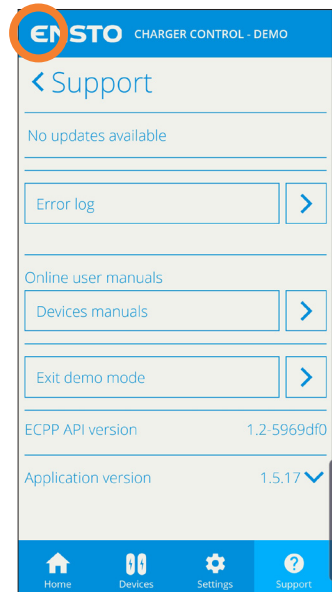 ENSTO CHARGER CONTROL - DEMO
Support
No updates available
Error log
Online user manuals
Devices manuals
Exit demo mode
ECPP API version 1.2-5969df0
Application version 1.5.17
Home Devices Settings Support